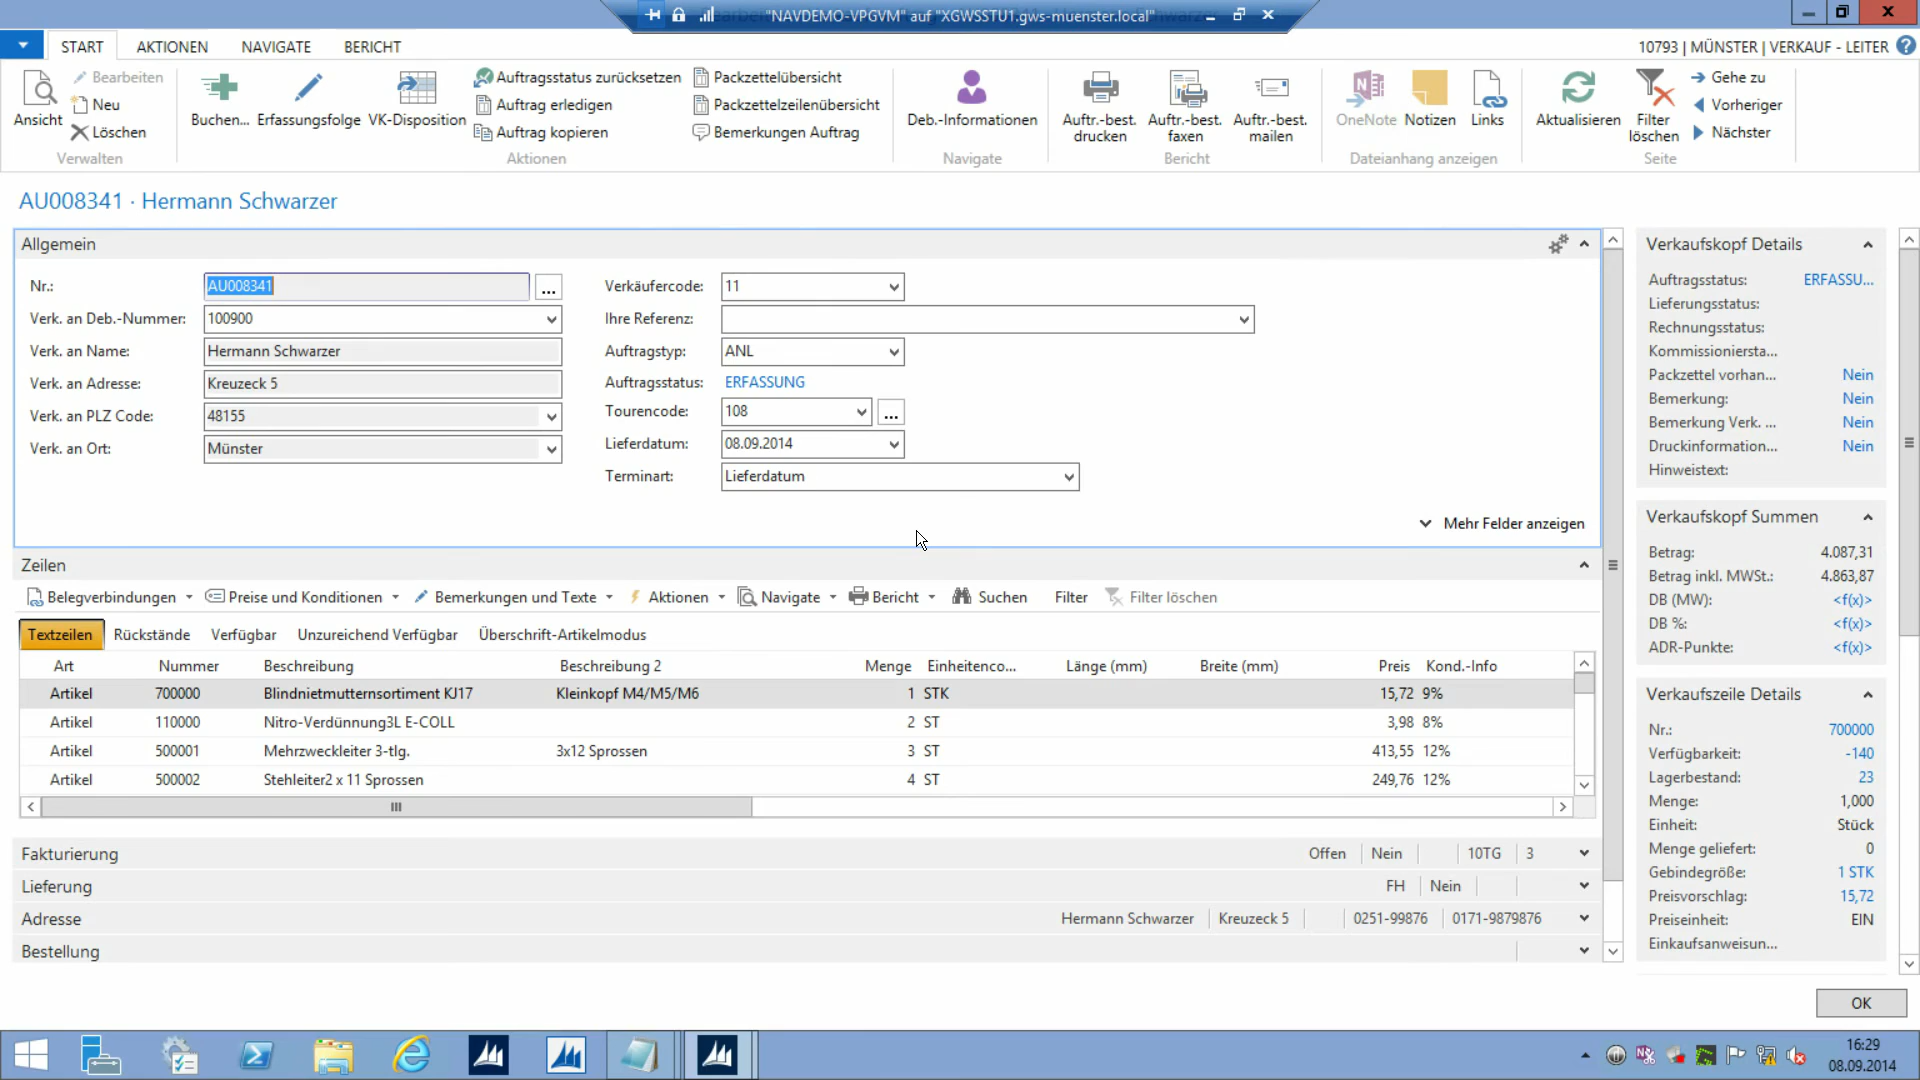 "NAVDEMO-VPGVM" auf "XGWSSTU1.gws-muenster.local"
START AKTIONEN NAVIGATE BERICHT
10793 | MÜNSTER | VERKAUF - LEITER
Ansicht
Bearbeiten
Neu
Löschen
Verwalten
Buchen...
Erfassungsfolge
VK-Disposition
Auftragsstatus zurücksetzen
Auftrag erledigen
Auftrag kopieren
Packzettelübersicht
Packzettelzeilenübersicht
Bemerkungen Auftrag
Aktionen
Deb.-Informationen
Navigate
Auftr.-best. drucken
Auftr.-best. faxen
Auftr.-best. mailen
Bericht
OneNote
Notizen
Links
Dateianhang anzeigen
Aktualisieren
Filter löschen
Gehe zu
Vorheriger
Nächster
Seite
AU008341 · Hermann Schwarzer
Allgemein
Nr.: AU008341 ...
Verk. an Deb.-Nummer: 100900
Verk. an Name: Hermann Schwarzer
Verk. an Adresse: Kreuzeck 5
Verk. an PLZ Code: 48155
Verk. an Ort: Münster
Verkäufercode: 11
Ihre Referenz:
Auftragstyp: ANL
Auftragsstatus: ERFASSUNG
Tourencode: 108 ...
Lieferdatum: 08.09.2014
Terminart: Lieferdatum
Mehr Felder anzeigen
Zeilen
Belegverbindungen Preise und Konditionen Bemerkungen und Texte Aktionen Navigate Bericht Suchen Filter Filter löschen
Textzeilen Rückstände Verfügbar Unzureichend Verfügbar Überschrift-Artikelmodus
Art Nummer Beschreibung Beschreibung 2 Menge Einheitenco... Länge (mm) Breite (mm) Preis Kond.-Info
Artikel 700000 Blindnietmutternsortiment KJ17 Kleinkopf M4/M5/M6 1 STK 15,72 9%
Artikel 110000 Nitro-Verdünnung3L E-COLL 2 ST 3,98 8%
Artikel 500001 Mehrzweckleiter 3-tlg. 3x12 Sprossen 3 ST 413,55 12%
Artikel 500002 Stehleiter2 x 11 Sprossen 4 ST 249,76 12%
Fakturierung Offen Nein 10TG 3
Lieferung FH Nein
Adresse Hermann Schwarzer Kreuzeck 5 0251-99876 0171-9879876
Bestellung
Verkaufskopf Details
Auftragsstatus: ERFASSU...
Lieferungsstatus:
Rechnungsstatus:
Kommissioniersta...
Packzettel vorhan... Nein
Bemerkung: Nein
Bemerkung Verk. ... Nein
Druckinformation... Nein
Hinweistext:
Verkaufskopf Summen
Betrag: 4.087,31
Betrag inkl. MWSt.: 4.863,87
DB (MW): <f(x)>
DB %: <f(x)>
ADR-Punkte: <f(x)>
Verkaufszeile Details
Nr.: 700000
Verfügbarkeit: -140
Lagerbestand: 23
Menge: 1,000
Einheit: Stück
Menge geliefert: 0
Gebindegröße: 1 STK
Preisvorschlag: 15,72
Preiseinheit: EIN
Einkaufsanweisun...
OK
16:29
08.09.2014